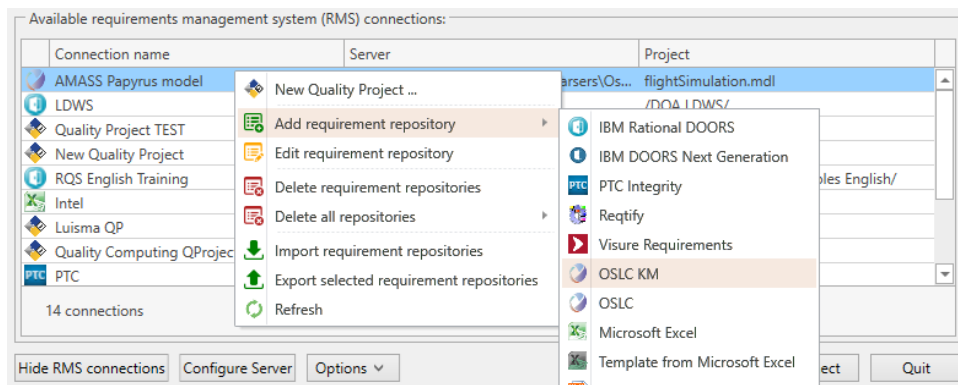 Available requirements management system (RMS) connections:
Connection name Server Project
AMASS Papyrus model arsers\Os... flightSimulation.mdl
LDWS /DOA LDWS/
Quality Project TEST
New Quality Project
RQS English Training ples English/
Intel
Luisma QP
Quality Computing QProjec
PTC PTC
14 connections
New Quality Project ...
Add requirement repository
Edit requirement repository
Delete requirement repositories
Delete all repositories
Import requirement repositories
Export selected requirement repositories
Refresh
IBM Rational DOORS
IBM DOORS Next Generation
PTC PTC Integrity
Reqtify
Visure Requirements
OSLC KM
OSLC
Microsoft Excel
Template from Microsoft Excel
Hide RMS connections Configure Server Options ect Quit